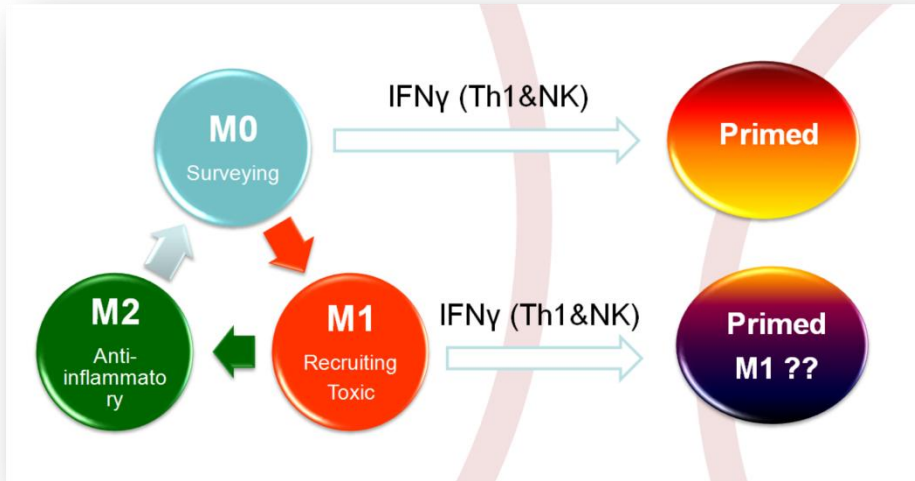 IFNγ (Th1&NK)
M0
Surveying
Primed
M2
Anti-
inflammato
ry
M1
Recruiting
Toxic
IFNγ (Th1&NK)
Primed
M1 ??